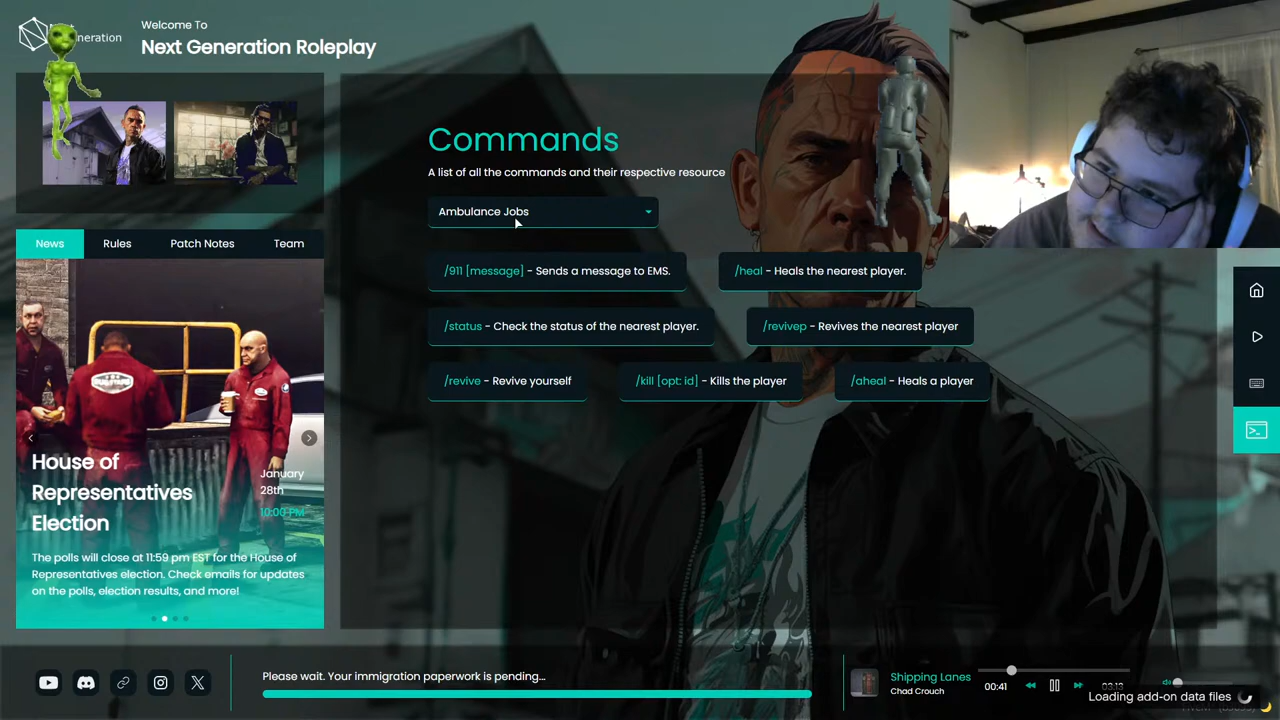 Welcome To
Next Generation Roleplay
neration
News
Rules
Patch Notes
Team
House of
Representatives
Election
January
28th
10:00 PM
The polls will close at 11:59 pm EST for the House of
Representatives election. Check emails for updates
on the polls, election results, and more!
Commands
A list of all the commands and their respective resource
Ambulance Jobs
/911 [message] - Sends a message to EMS.
/heal - Heals the nearest player.
/status - Check the status of the nearest player.
/revivep - Revives the nearest player
/revive - Revive yourself
/kill [opt: id] - Kills the player
/aheal - Heals a player
Please wait. Your immigration paperwork is pending...
Shipping Lanes
Chad Crouch
00:41
03:13
Loading add-on data files